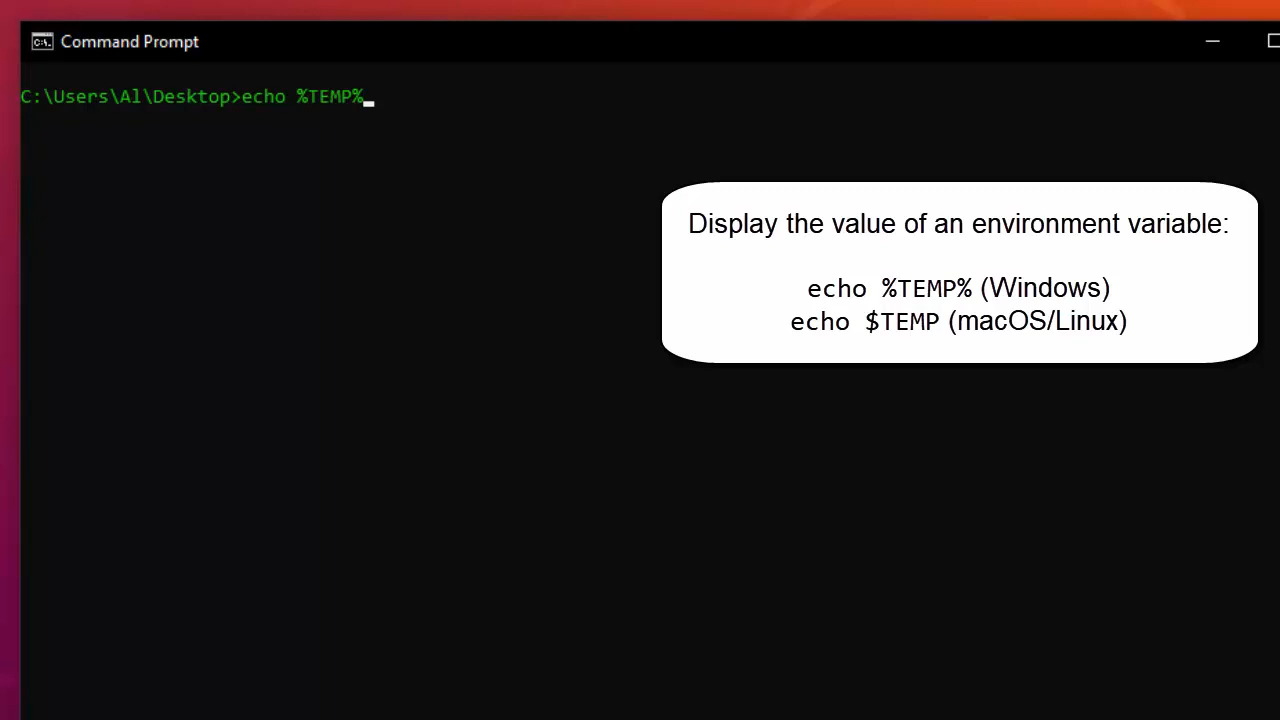 Command Prompt
C:\Users\Al\Desktop>echo %TEMP%
Display the value of an environment variable:
echo %TEMP% (Windows)
echo $TEMP (macOS/Linux)